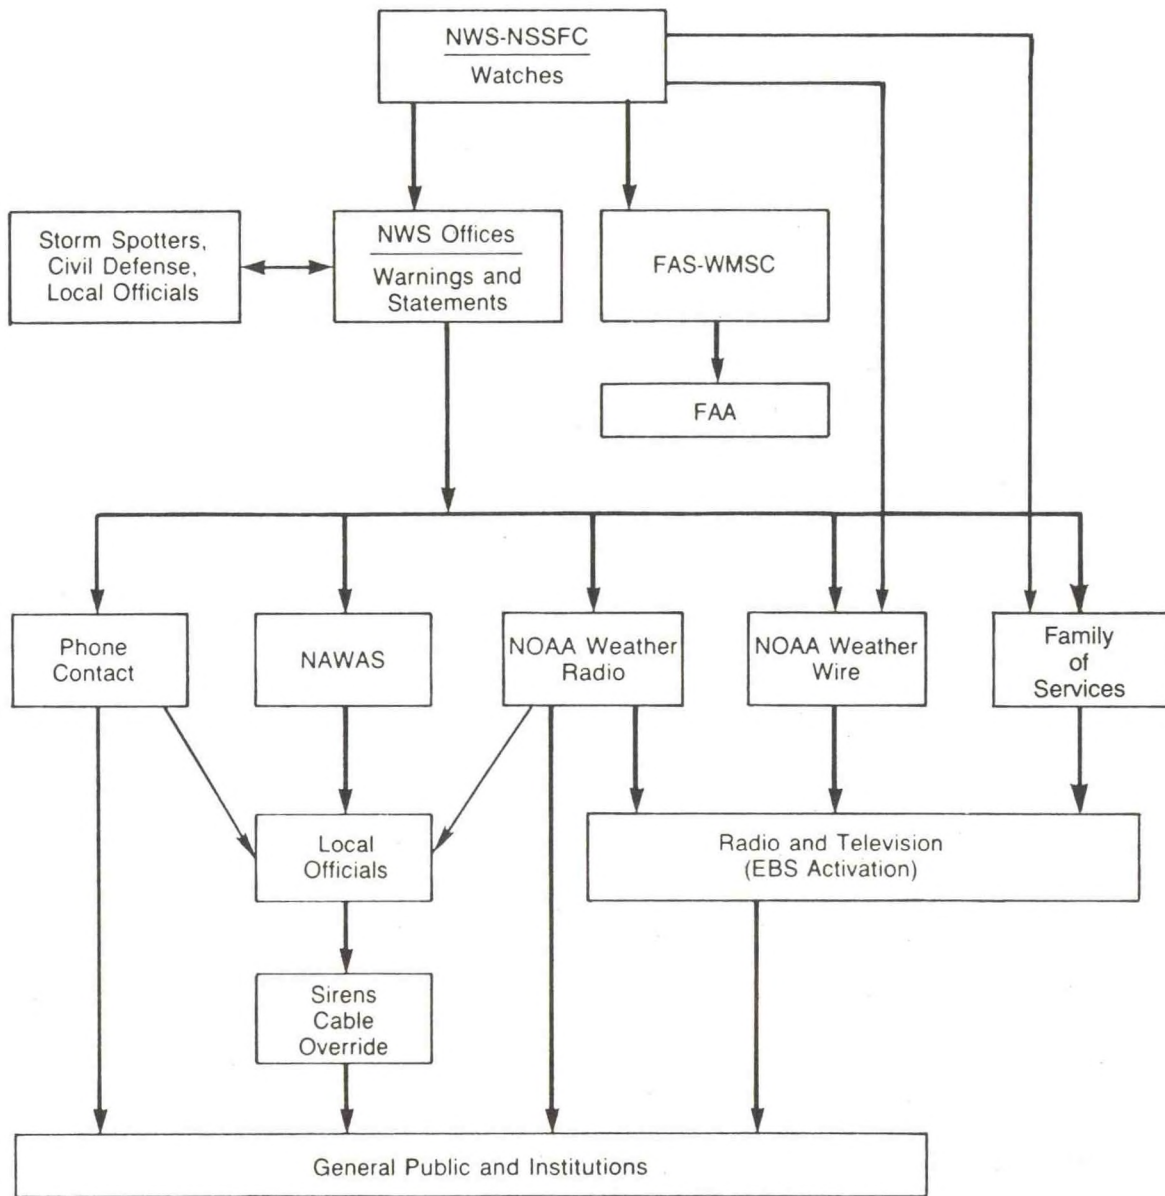 NWS-NSSFC
Watches
Storm Spotters,
Civil Defense,
Local Officials
NWS Offices
Warnings and
Statements
FAS-WMSC
FAA
Phone
Contact
NAWAS
NOAA Weather
Radio
NOAA Weather
Wire
Family
of
Services
Local
Officials
Radio and Television
(EBS Activation)
Sirens
Cable
Override
General Public and Institutions